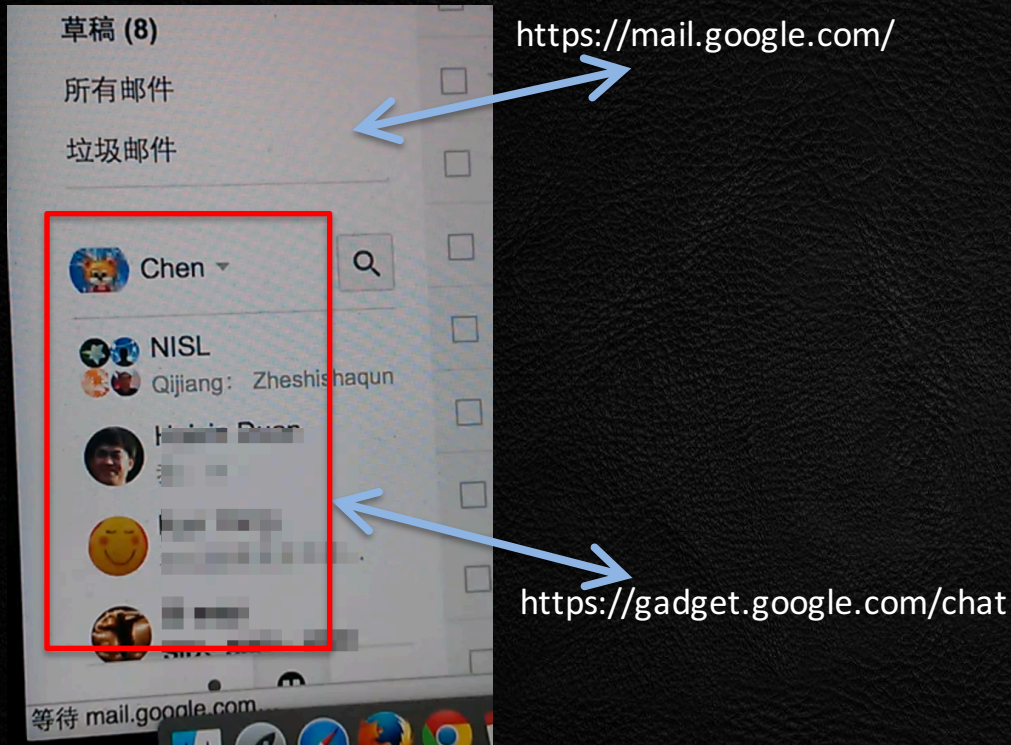 草稿 (8)
https://mail.google.com/
所有邮件
垃圾邮件
Chen
NISL
Qijiang： Zheshishaqun
https://gadget.google.com/chat
等待 mail.google.com...